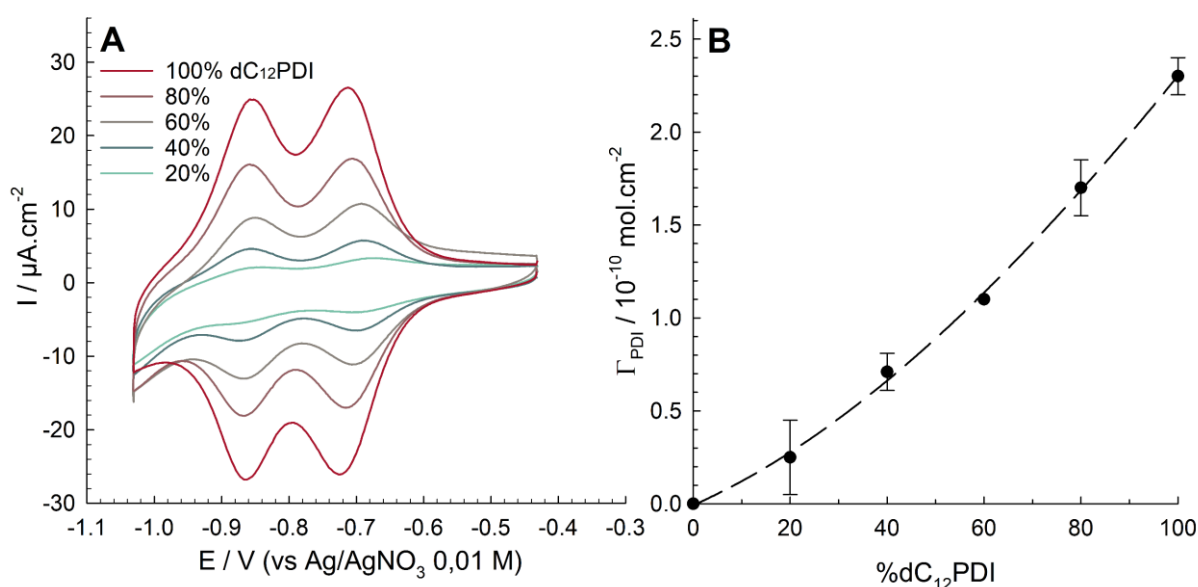 A
I / µA.cm-2
30
20
10
0
-10
-20
-30
100% dC12PDI
80%
60%
40%
20%
-1.1 -1.0 -0.9 -0.8 -0.7 -0.6 -0.5 -0.4 -0.3
E / V (vs Ag/AgNO3 0,01 M)
B
ΓPDI / 10-10 mol.cm-2
2.5
2.0
1.5
1.0
0.5
0.0
0 20 40 60 80 100
%dC12PDI